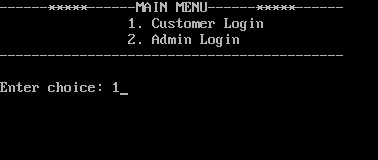 ------*****------MAIN MENU------*****------
1. Customer Login
2. Admin Login
-------------------------------------------
Enter choice: 1_